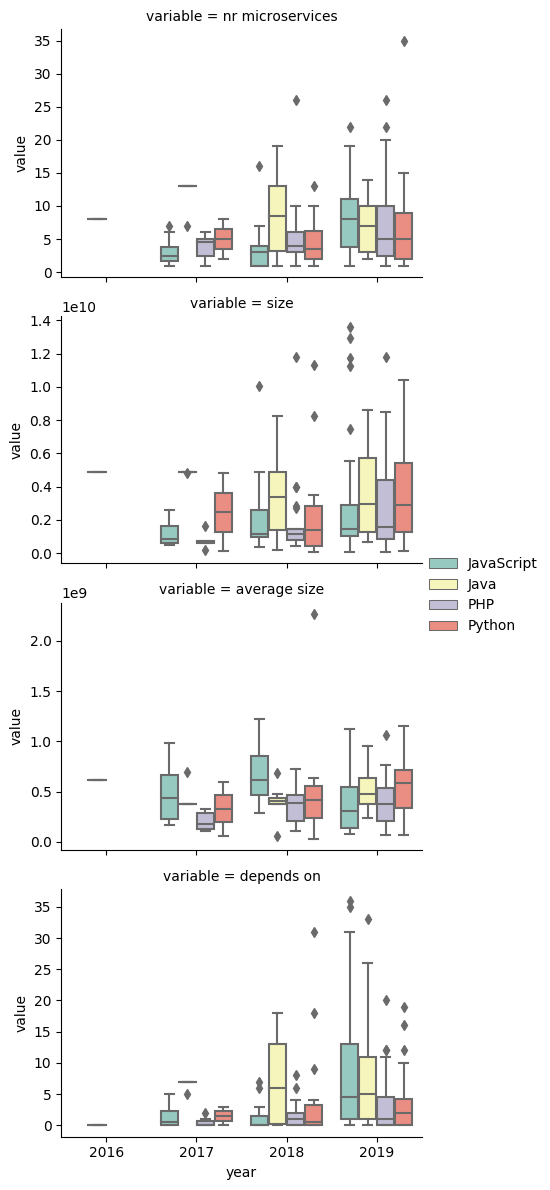 variable = nr microservices
35
30
25
20
15
10
5
0
value
1e10
variable = size
1.4
1.2
1.0
0.8
0.6
0.4
0.2
0.0
value
JavaScript
Java
PHP
Python
1e9
variable = average size
2.0
1.5
1.0
0.5
0.0
value
variable = depends on
35
30
25
20
15
10
5
0
value
2016 2017 2018 2019
year